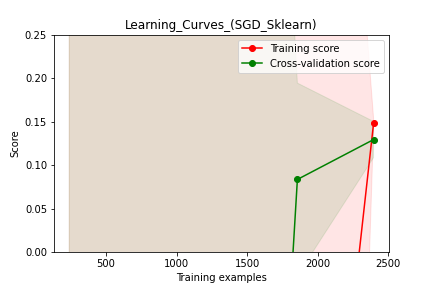 Learning_Curves_(SGD_Sklearn)
0.25
0.20
0.15
0.10
0.05
0.00
Score
Training score
Cross-validation score
500
1000
1500
2000
2500
Training examples